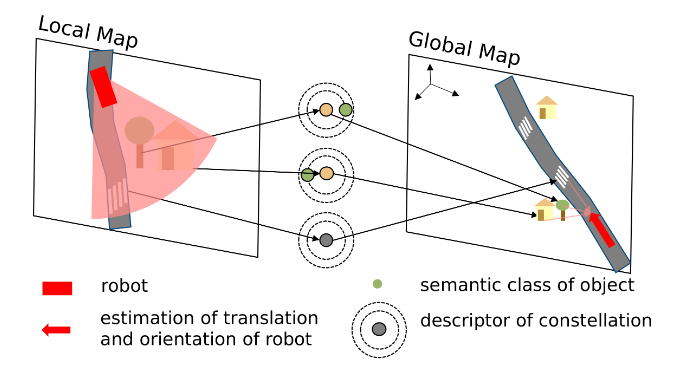 Local Map
Global Map
robot
estimation of translation
and orientation of robot
semantic class of object
descriptor of constellation